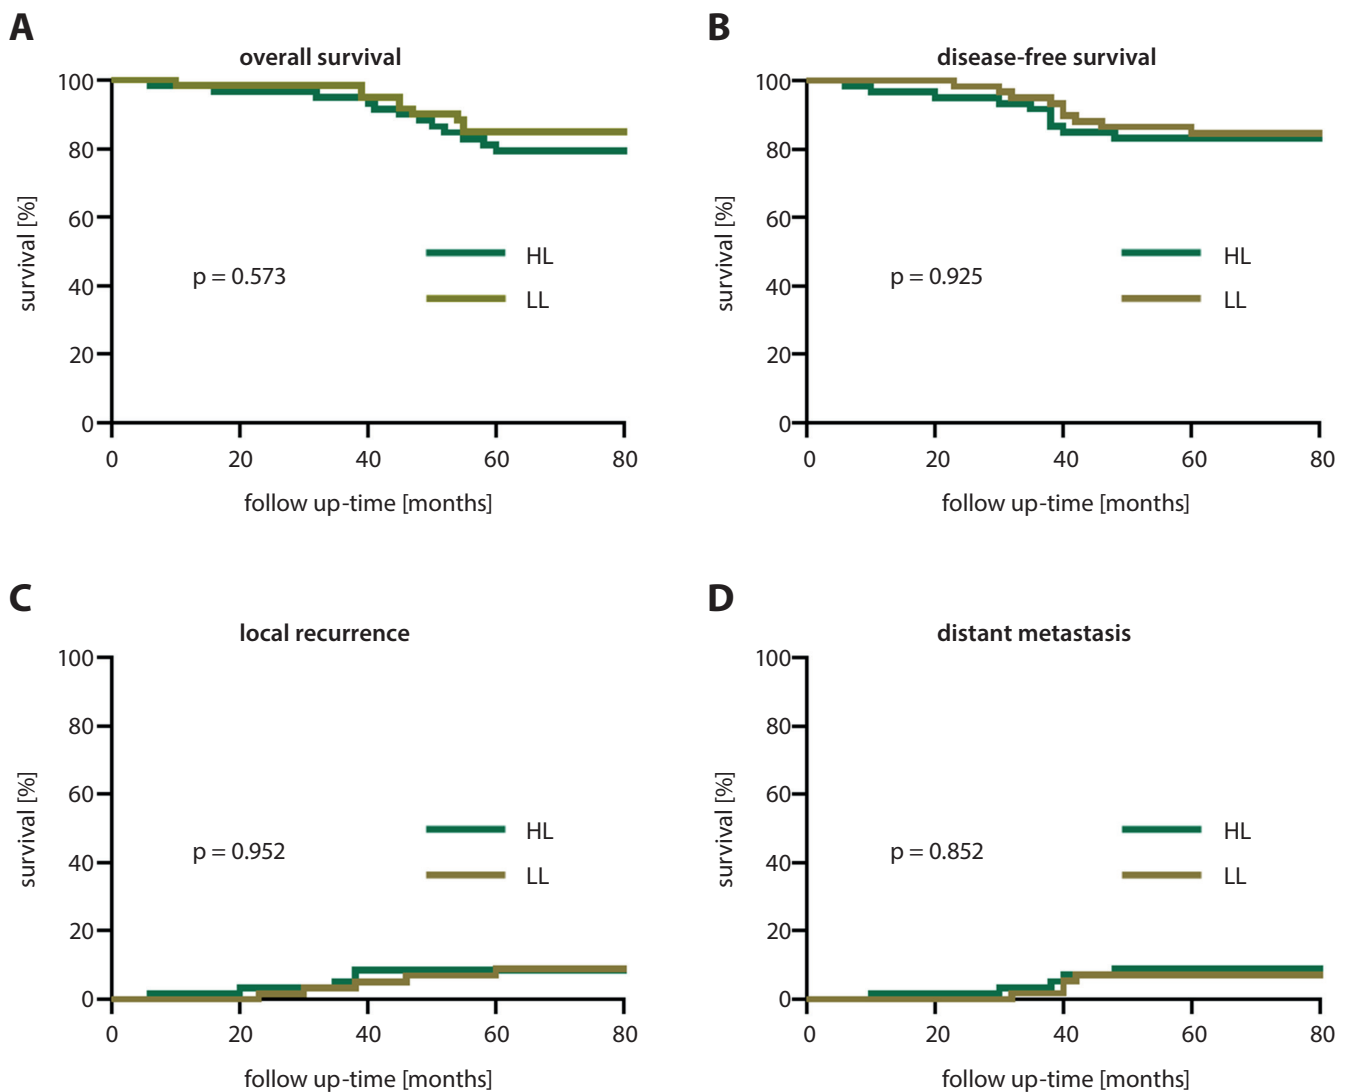 A
overall survival
100
80
60
40
20
0
survival [%]
p = 0.573
HL
LL
0 20 40 60 80
follow up-time [months]
B
disease-free survival
100
80
60
40
20
0
survival [%]
p = 0.925
HL
LL
0 20 40 60 80
follow up-time [months]
C
local recurrence
100
80
60
40
20
0
survival [%]
p = 0.952
HL
LL
0 20 40 60 80
follow up-time [months]
D
distant metastasis
100
80
60
40
20
0
survival [%]
p = 0.852
HL
LL
0 20 40 60 80
follow up-time [months]